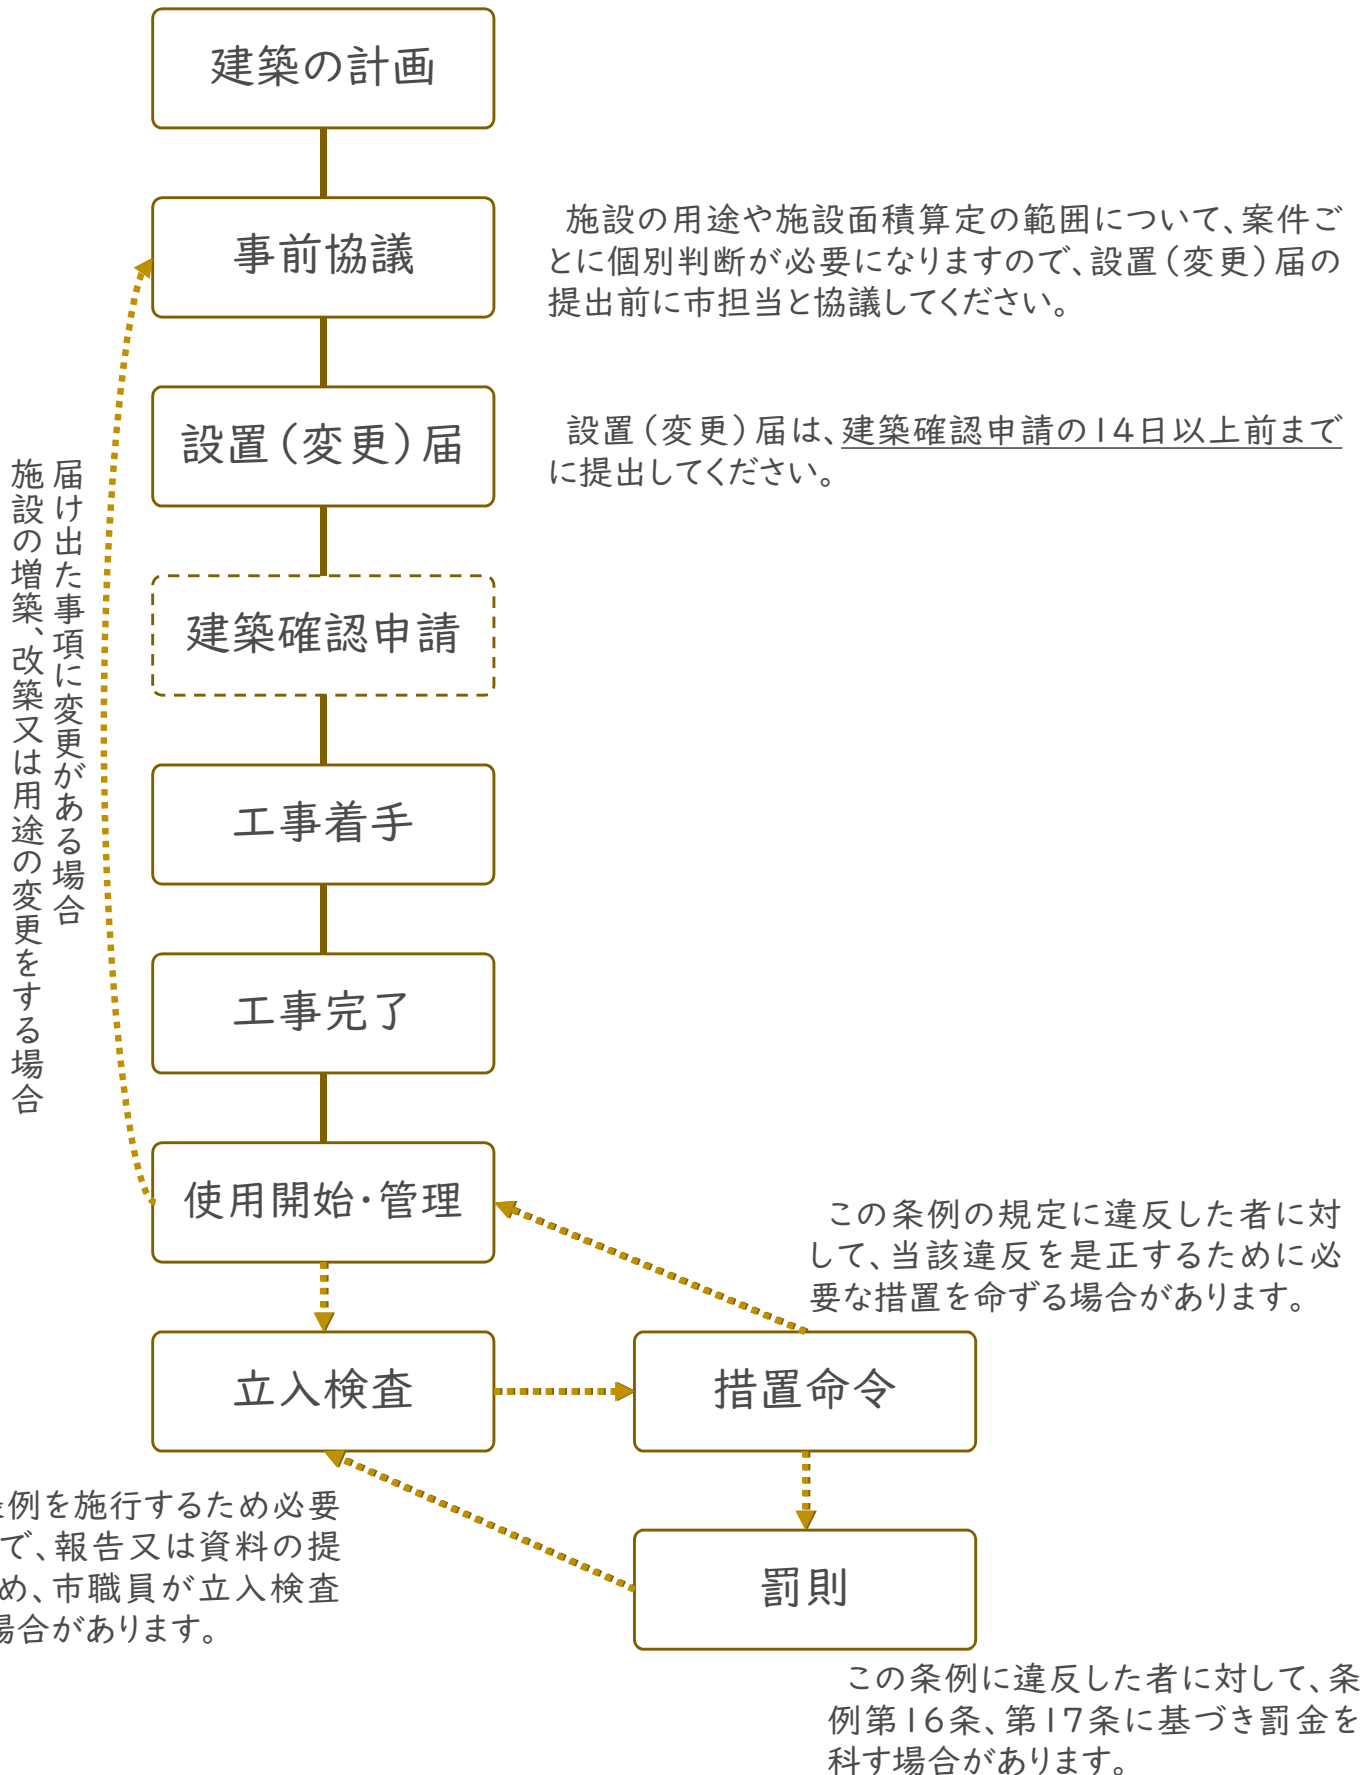 建築の計画
事前協議
施設の用途や施設面積算定の範囲について、案件ご
とに個別判断が必要になりますので、設置(変更)届の
提出前に市担当と協議してください。
設置(変更)届
設置(変更)届は、建築確認申請の14日以上前まで
に提出してください。
届け出た事項に変更がある場合
施設の増築、改築又は用途の変更をする場合
建築確認申請
工事着手
工事完了
使用開始・管理
この条例の規定に違反した者に対
して、当該違反を是正するために必
要な措置を命ずる場合があります。
立入検査
措置命令
例を施行するため必要
で、報告又は資料の提
め、市職員が立入検査
場合があります。
罰則
この条例に違反した者に対して、条
例第16条、第17条に基づき罰金を
科す場合があります。